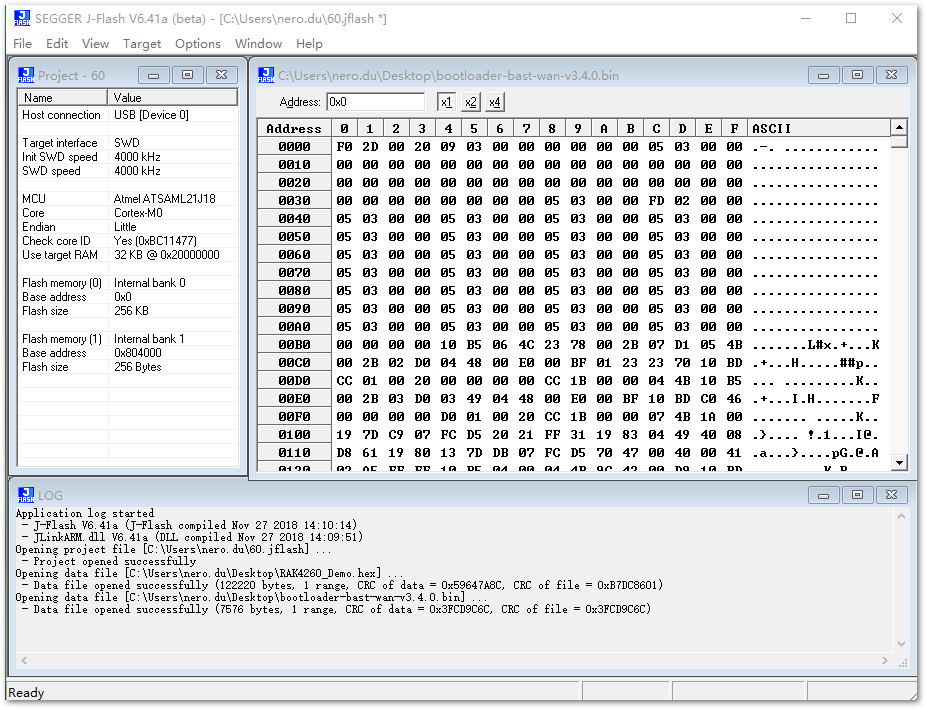 SEGGER J-Flash V6.41a (beta) - [C:\Users\nero.du\60.jflash *]
File Edit View Target Options Window Help
Project - 60
Name Value
Host connection USB [Device 0]
Target interface SWD
Init SWD speed 4000 kHz
SWD speed 4000 kHz
MCU Atmel ATSAML21J18
Core Cortex-M0
Endian Little
Check core ID Yes (0xBC11477)
Use target RAM 32 KB @ 0x20000000
Flash memory (0) Internal bank 0
Base address 0x0
Flash size 256 KB
Flash memory (1) Internal bank 1
Base address 0x804000
Flash size 256 Bytes
C:\Users\nero.du\Desktop\bootloader-bast-wan-v3.4.0.bin
Address: 0x0 x1 x2 x4
Address 0 1 2 3 4 5 6 7 8 9 A B C D E F ASCII
0000 F0 2D 00 20 09 03 00 00 00 00 00 00 05 03 00 00 .-. ............
0010 00 00 00 00 00 00 00 00 00 00 00 00 00 00 00 00 ................
0020 00 00 00 00 00 00 00 00 00 00 00 00 00 00 00 00 ................
0030 00 00 00 00 00 00 00 00 05 03 00 00 FD 02 00 00 ................
0040 05 03 00 00 05 03 00 00 05 03 00 00 05 03 00 00 ................
0050 05 03 00 00 05 03 00 00 05 03 00 00 05 03 00 00 ................
0060 05 03 00 00 05 03 00 00 05 03 00 00 05 03 00 00 ................
0070 05 03 00 00 05 03 00 00 05 03 00 00 05 03 00 00 ................
0080 05 03 00 00 05 03 00 00 05 03 00 00 05 03 00 00 ................
0090 05 03 00 00 05 03 00 00 05 03 00 00 05 03 00 00 ................
00A0 05 03 00 00 05 03 00 00 05 03 00 00 05 03 00 00 ................
00B0 00 00 00 00 10 B5 06 4C 23 78 00 2B 07 D1 05 4B .......L#x.+...K
00C0 00 2B 02 D0 04 48 00 E0 00 BF 01 23 23 70 10 BD .+...H.....##p..
00D0 CC 01 00 20 00 00 00 00 CC 1B 00 00 04 4B 10 B5 ... .........K..
00E0 00 2B 03 D0 03 49 04 48 00 E0 00 BF 10 BD C0 46 .+...I.H.......F
00F0 00 00 00 00 D0 01 00 20 CC 1B 00 00 07 4B 1A 00 ....... .....K..
0100 19 7D C9 07 FC D5 20 21 FF 31 19 83 04 49 40 08 .}.... !.1...I@.
0110 D8 61 19 80 13 7D DB 07 FC D5 70 47 00 40 00 41 .a...}....pG.@.A
LOG
Application log started
- J-Flash V6.41a (J-Flash compiled Nov 27 2018 14:10:14)
- JLinkARM.dll V6.41a (DLL compiled Nov 27 2018 14:09:51)
Opening project file [C:\Users\nero.du\60.jflash] ...
- Project opened successfully
Opening data file [C:\Users\nero.du\Desktop\RAK4260_Demo.hex] ...
- Data file opened successfully (122220 bytes, 1 range, CRC of data = 0x59647A8C, CRC of file = 0xB7DC8601)
Opening data file [C:\Users\nero.du\Desktop\bootloader-bast-wan-v3.4.0.bin] ...
- Data file opened successfully (7576 bytes, 1 range, CRC of data = 0x3FCD9C6C, CRC of file = 0x3FCD9C6C)
Ready